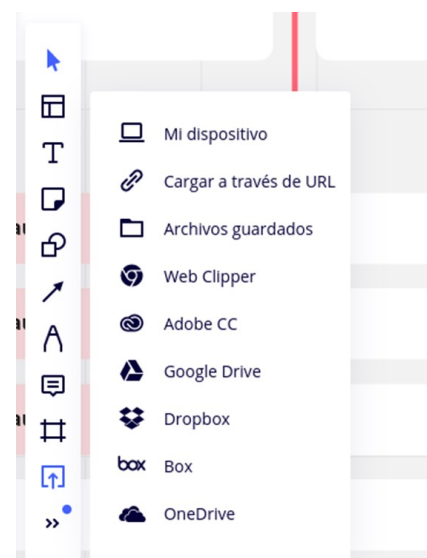 Mi dispositivo
Cargar a través de URL
Archivos guardados
Web Clipper
Adobe CC
Google Drive
Dropbox
box Box
OneDrive